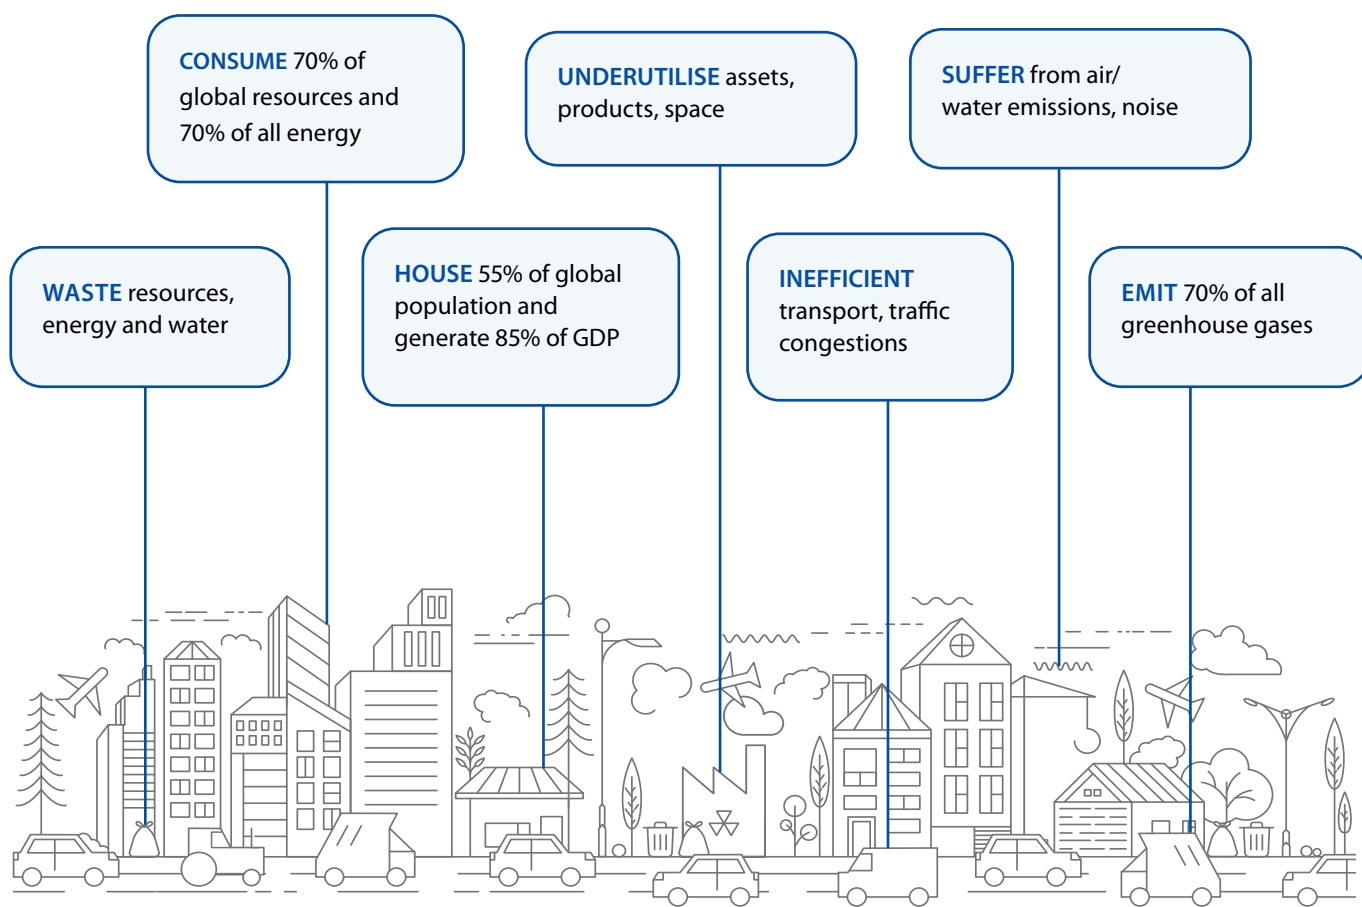 CONSUME 70% of
global resources and
70% of all energy
UNDERUTILISE assets,
products, space
SUFFER from air/
water emissions, noise
WASTE resources,
energy and water
HOUSE 55% of global
population and
generate 85% of GDP
INEFFICIENT
transport, traffic
congestions
EMIT 70% of all
greenhouse gases